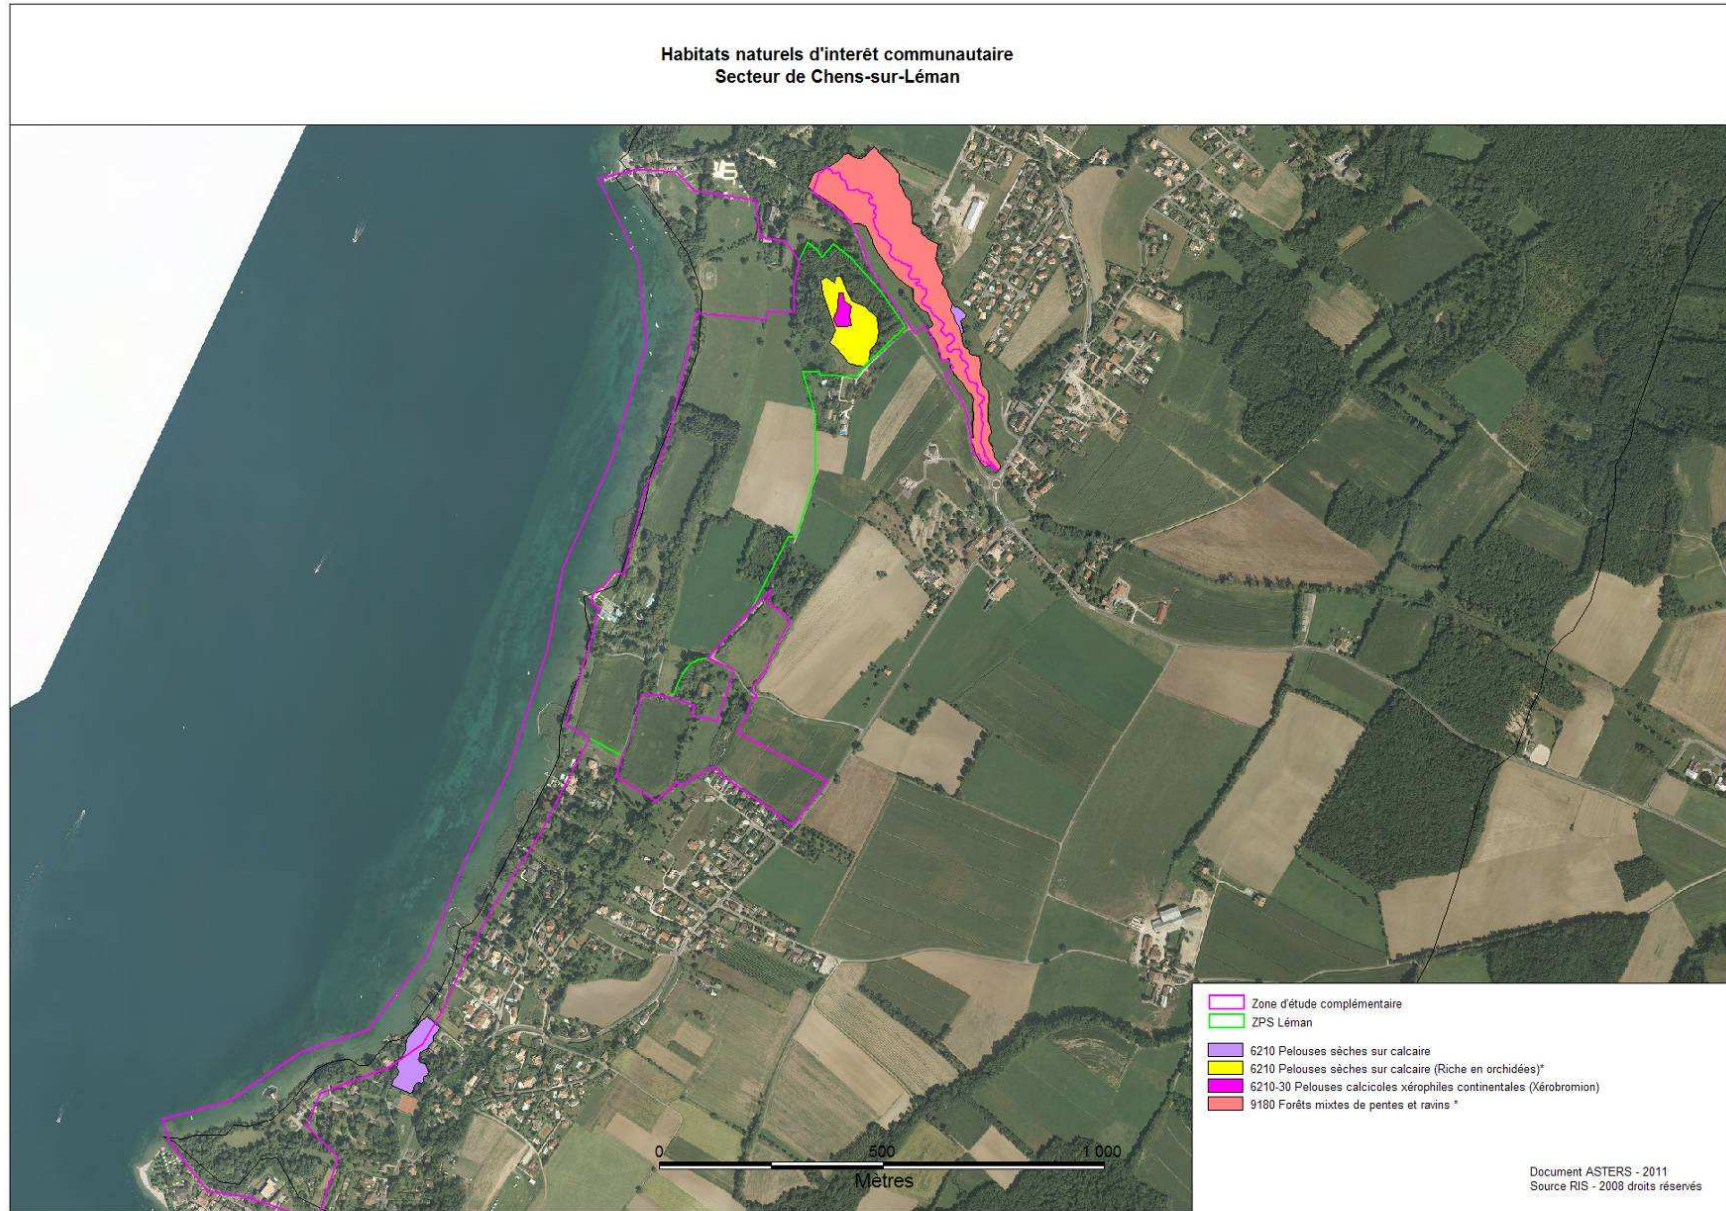 Habitats naturels d'interêt communautaire
Secteur de Chens-sur-Léman
Zone d'étude complémentaire
ZPS Léman
6210 Pelouses sèches sur calcaire
6210 Pelouses sèches sur calcaire (Riche en orchidées)*
6210-30 Pelouses calcicoles xérophiles continentales (Xérobromion)
9180 Forêts mixtes de pentes et ravins *
0 500 1 000
Mètres
Document ASTERS - 2011
Source RIS - 2008 droits réservés